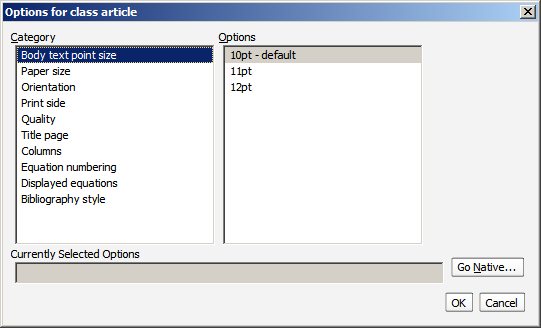 Options for class article
Category
Options
Body text point size
Paper size
Orientation
Print side
Quality
Title page
Columns
Equation numbering
Displayed equations
Bibliography style
10pt - default
11pt
12pt
Currently Selected Options
Go Native...
OK
Cancel